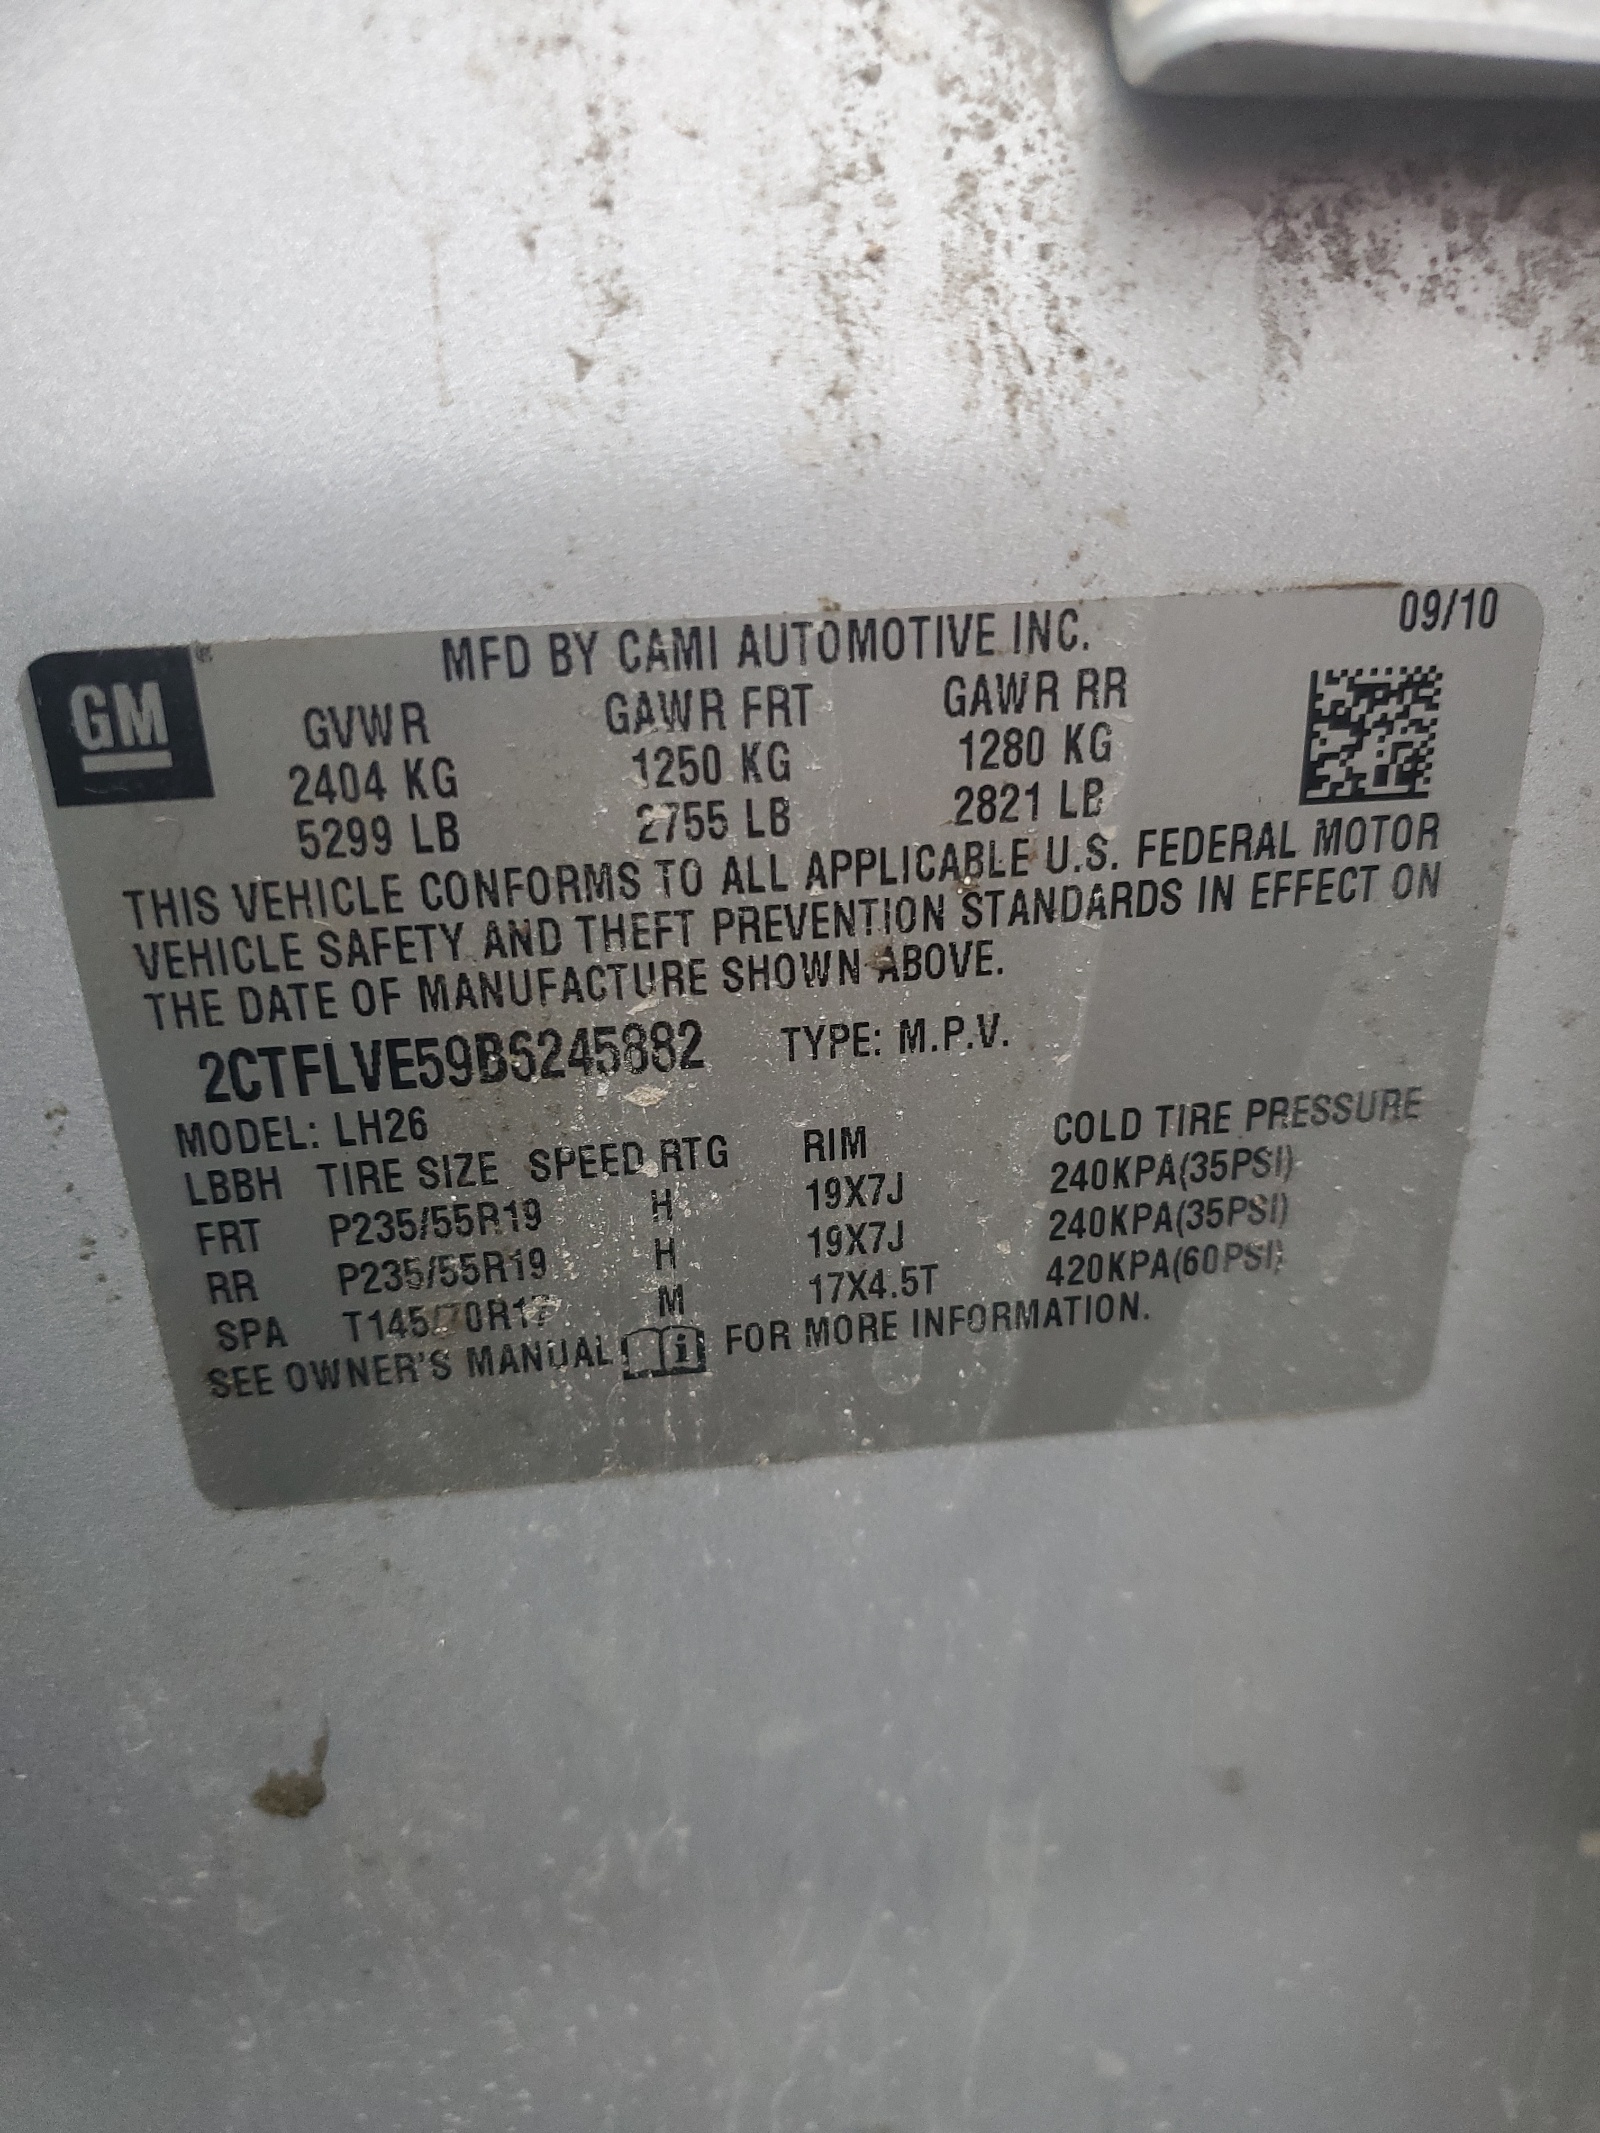 GM
MFD BY CAMI AUTOMOTIVE INC. 09/10
GVWR GAWR FRT GAWR RR
2404 KG 1250 KG 1280 KG
5299 LB 2755 LB 2821 LB
THIS VEHICLE CONFORMS TO ALL APPLICABLE U.S. FEDERAL MOTOR
VEHICLE SAFETY AND THEFT PREVENTION STANDARDS IN EFFECT ON
THE DATE OF MANUFACTURE SHOWN ABOVE.
2CTFLVE59B6245882 TYPE: M.P.V.
MODEL: LH26
LBBH TIRE SIZE SPEED RTG RIM COLD TIRE PRESSURE
FRT P235/55R19 H 19X7J 240KPA(35PSI)
RR P235/55R19 H 19X7J 240KPA(35PSI)
SPA T145/70R17 M 17X4.5T 420KPA(60PSI)
SEE OWNER'S MANUAL FOR MORE INFORMATION.